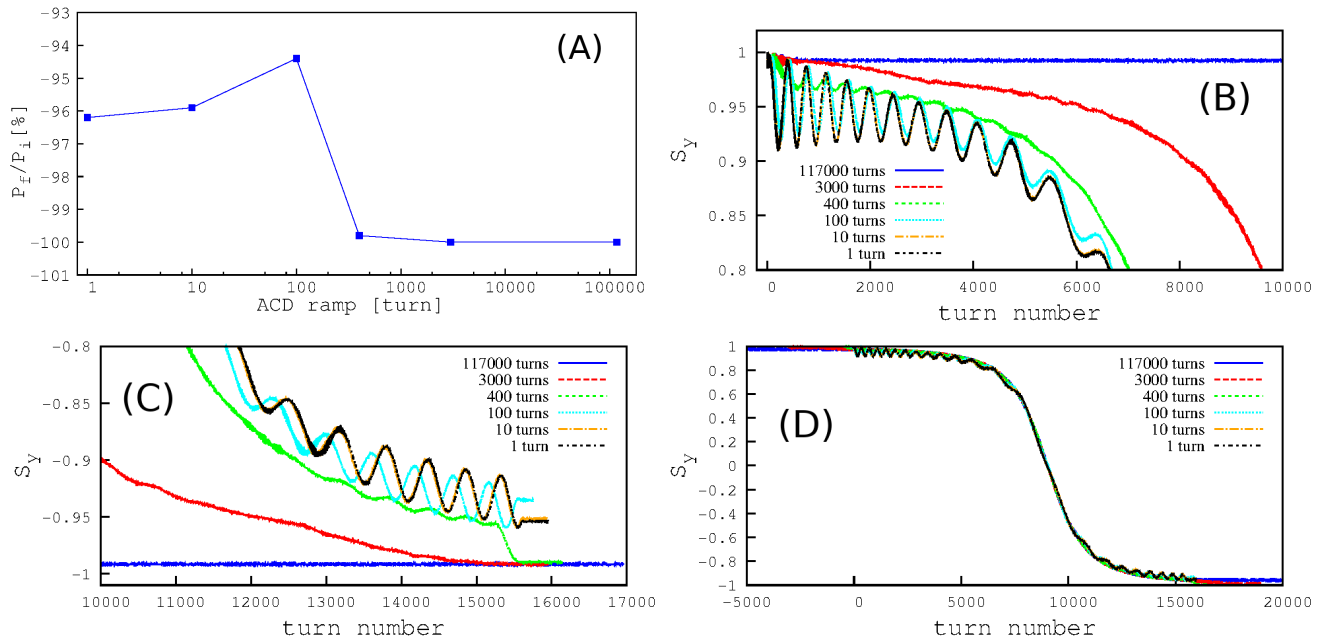 -93
-94
-95
-96
-97
-98
-99
-100
-101
1
10
100
1000
10000
100000
P_f/P_i [%]
ACD ramp [turn]
(A)
1
0.95
0.9
0.85
0.8
0
2000
4000
6000
8000
10000
S_y
turn number
(B)
117000 turns
3000 turns
400 turns
100 turns
10 turns
1 turn
-0.8
-0.85
-0.9
-0.95
-1
10000
11000
12000
13000
14000
15000
16000
17000
S_y
turn number
(C)
117000 turns
3000 turns
400 turns
100 turns
10 turns
1 turn
1
0.8
0.6
0.4
0.2
0
-0.2
-0.4
-0.6
-0.8
-1
-5000
0
5000
10000
15000
20000
S_y
turn number
(D)
117000 turns
3000 turns
400 turns
100 turns
10 turns
1 turn